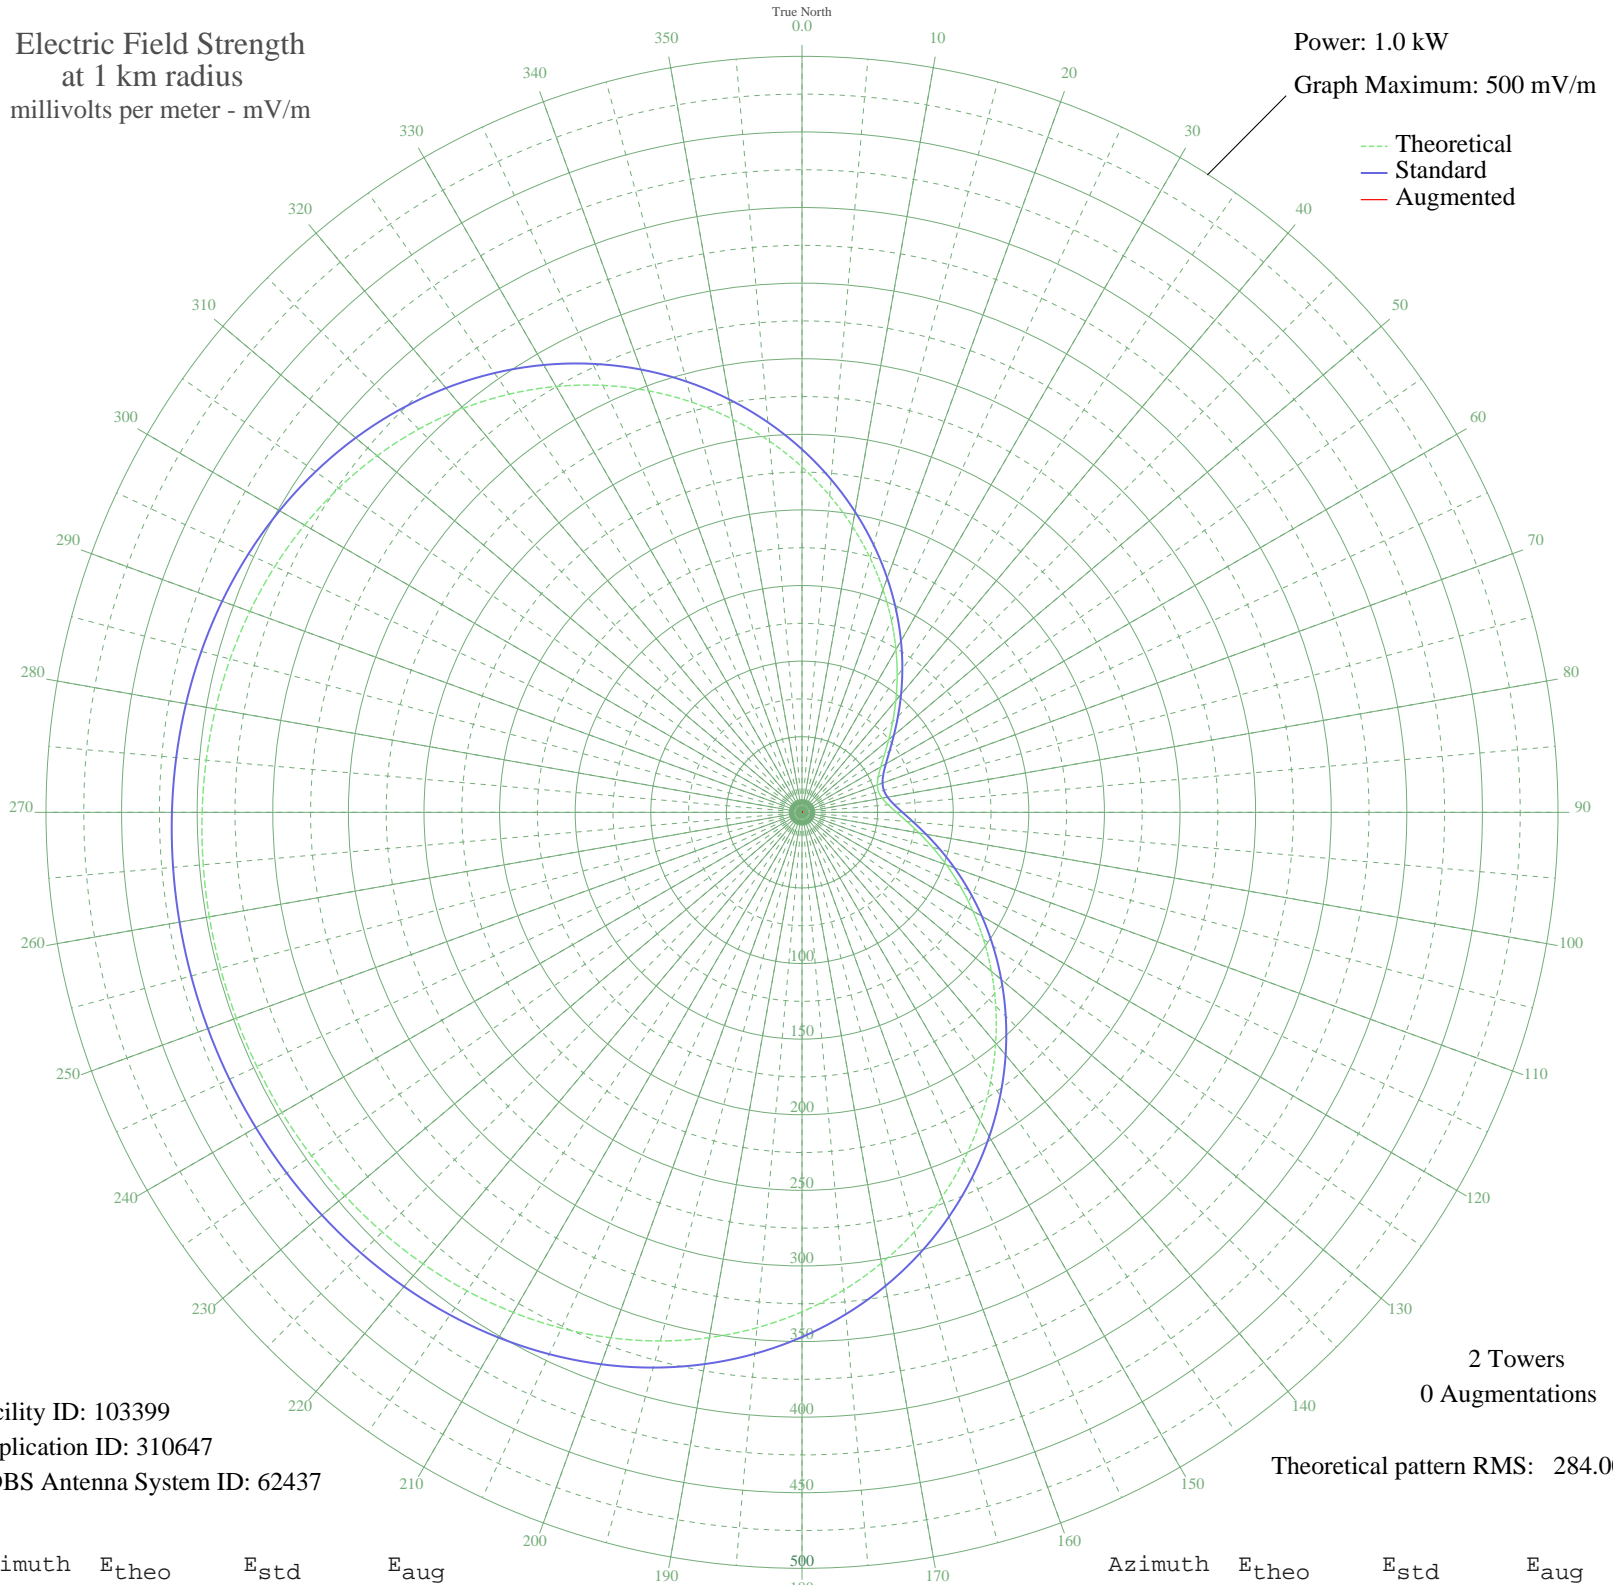 Electric Field Strength
at 1 km radius
millivolts per meter - mV/m
True North
0.0
10
20
30
40
50
60
70
80
90
100
110
120
130
140
150
160
170
190
200
210
220
230
240
250
260
270
280
290
300
310
320
330
340
350
Power: 1.0 kW
Graph Maximum: 500 mV/m
Theoretical
Standard
Augmented
100
150
200
250
300
350
400
450
500
2 Towers
0 Augmentations
Theoretical pattern RMS: 284.00
cility ID: 103399
plication ID: 310647
DBS Antenna System ID: 62437
imuth Etheo Estd Eaug
Azimuth Etheo Estd Eaug